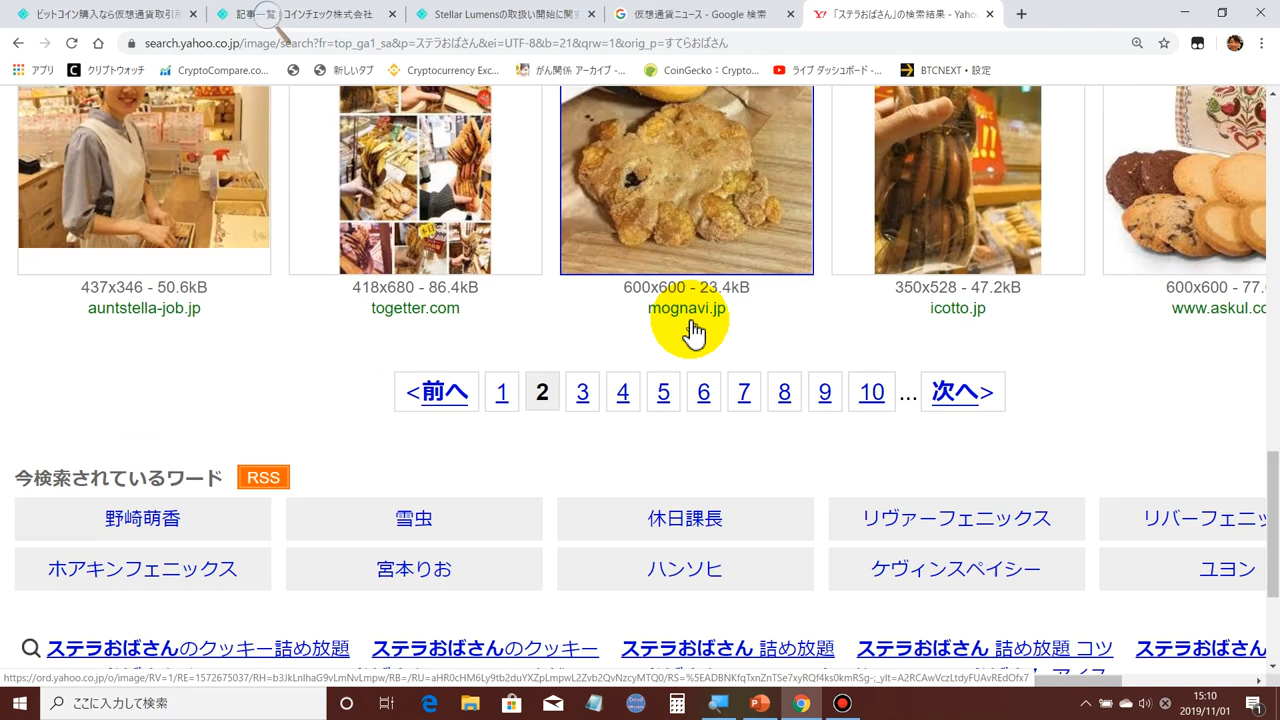 ビットコイン購入なら仮想通貨取引所
記事一覧 | コインチェック株式会社
Stellar Lumensの取扱い開始に関す
仮想通貨ニュース - Google 検索
「ステラおばさん」の検索結果 - Yaho
search.yahoo.co.jp/image/search?fr=top_ga1_sa&p=ステラおばさん&ei=UTF-8&b=21&qrw=1&orig_p=すてらおばさん
アプリ
クリプトウォッチ
CryptoCompare.co...
新しいタブ
Cryptocurrency Exc...
がん関係 アーカイブ -...
CoinGecko：Crypto...
ライブ ダッシュボード -...
BTCNEXT・設定
437x346 - 50.6kB
auntstella-job.jp
418x680 - 86.4kB
togetter.com
600x600 - 23.4kB
mognavi.jp
350x528 - 47.2kB
icotto.jp
600x600 - 77.
www.askul.co
<前へ 1 2 3 4 5 6 7 8 9 10 ... 次へ>
今検索されているワード RSS
野崎萌香
雪虫
休日課長
リヴァーフェニックス
リバーフェニッ
ホアキンフェニックス
宮本りお
ハンソヒ
ケヴィンスペイシー
ユヨン
ステラおばさんのクッキー詰め放題
ステラおばさんのクッキー
ステラおばさん 詰め放題
ステラおばさん 詰め放題 コツ
ステラおばさん
ここに入力して検索
15:10
2019/11/01